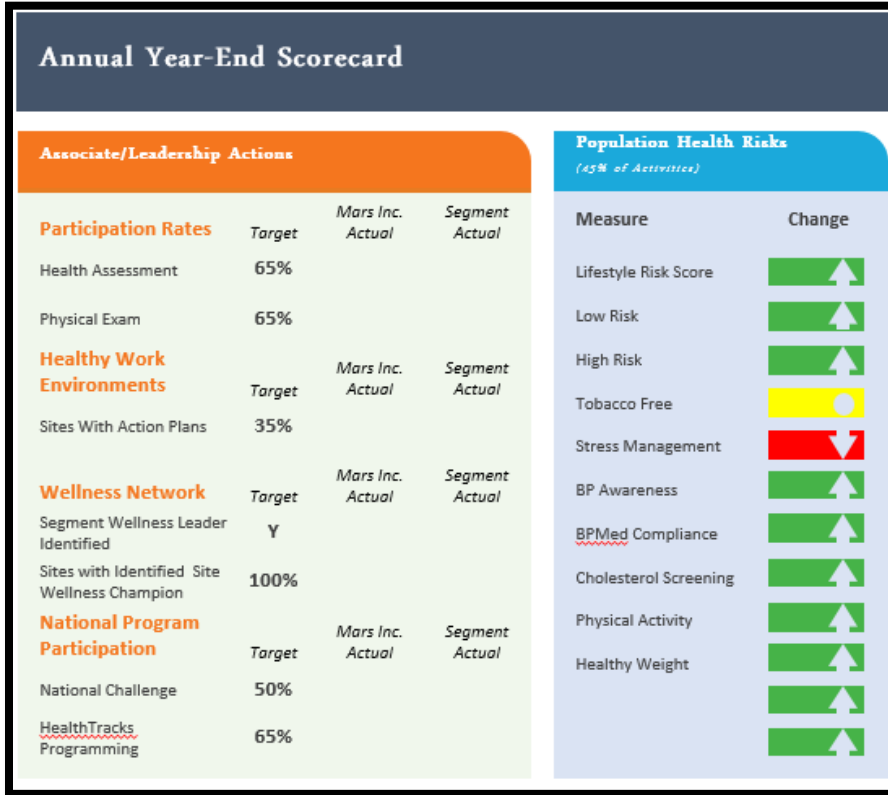 Annual Year-End Scorecard
Associate/Leadership Actions
Participation Rates Target Mars Inc. Actual Segment Actual
Health Assessment 65%
Physical Exam 65%
Healthy Work
Environments Target Mars Inc. Actual Segment Actual
Sites With Action Plans 35%
Wellness Network Target Mars Inc. Actual Segment Actual
Segment Wellness Leader
Identified Y
Sites with Identified Site
Wellness Champion 100%
National Program
Participation Target Mars Inc. Actual Segment Actual
National Challenge 50%
HealthTracks
Programming 65%
Population Health Risks
(45% of Activities)
Measure Change
Lifestyle Risk Score
Low Risk
High Risk
Tobacco Free
Stress Management
BP Awareness
BPMed Compliance
Cholesterol Screening
Physical Activity
Healthy Weight